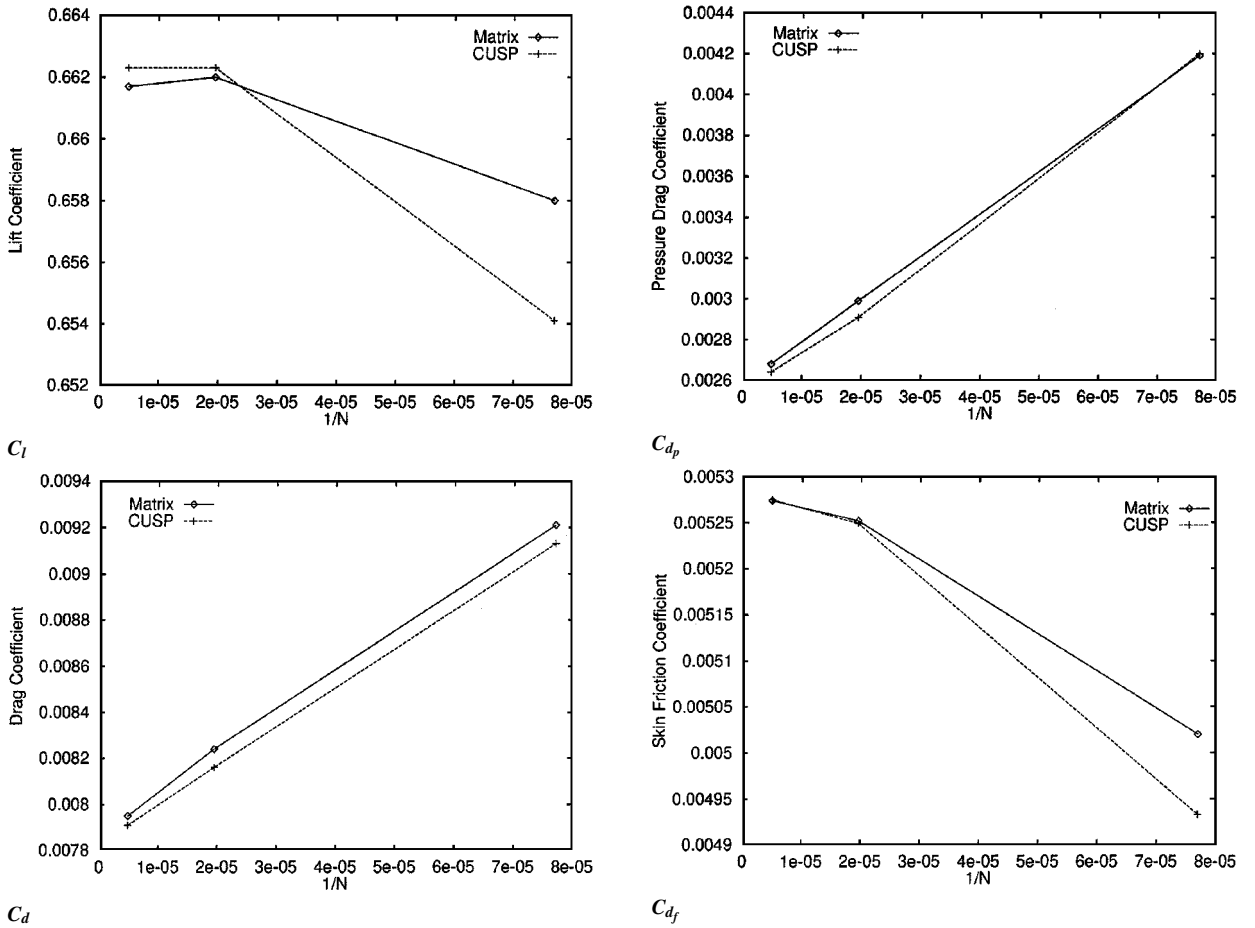 0.664
0.662
0.66
0.658
0.656
0.654
0.652
Lift Coefficient
Matrix
CUSP
0 1e-05 2e-05 3e-05 4e-05 5e-05 6e-05 7e-05 8e-05
1/N
C_l
0.0044
0.0042
0.004
0.0038
0.0036
0.0034
0.0032
0.003
0.0028
0.0026
Pressure Drag Coefficient
Matrix
CUSP
0 1e-05 2e-05 3e-05 4e-05 5e-05 6e-05 7e-05 8e-05
1/N
C_{d_p}
0.0094
0.0092
0.009
0.0088
0.0086
0.0084
0.0082
0.008
0.0078
Drag Coefficient
Matrix
CUSP
0 1e-05 2e-05 3e-05 4e-05 5e-05 6e-05 7e-05 8e-05
1/N
C_d
0.0053
0.00525
0.0052
0.00515
0.0051
0.00505
0.005
0.00495
0.0049
Skin Friction Coefficient
Matrix
CUSP
0 1e-05 2e-05 3e-05 4e-05 5e-05 6e-05 7e-05 8e-05
1/N
C_{d_f}